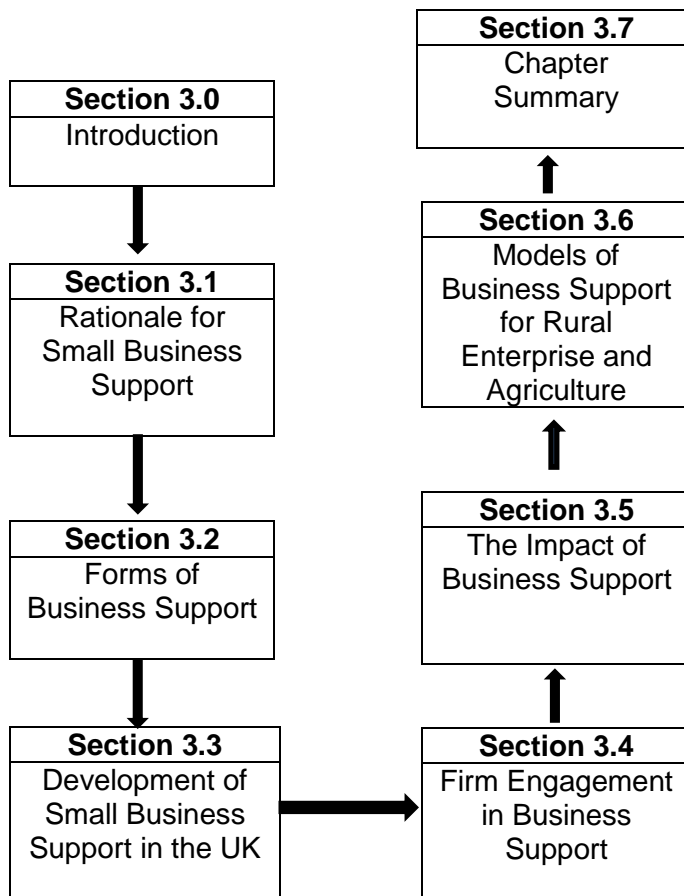 Section 3.0
Introduction
Section 3.1
Rationale for
Small Business
Support
Section 3.2
Forms of
Business Support
Section 3.3
Development of
Small Business
Support in the UK
Section 3.4
Firm Engagement
in Business
Support
Section 3.5
The Impact of
Business Support
Section 3.6
Models of
Business Support
for Rural
Enterprise and
Agriculture
Section 3.7
Chapter
Summary